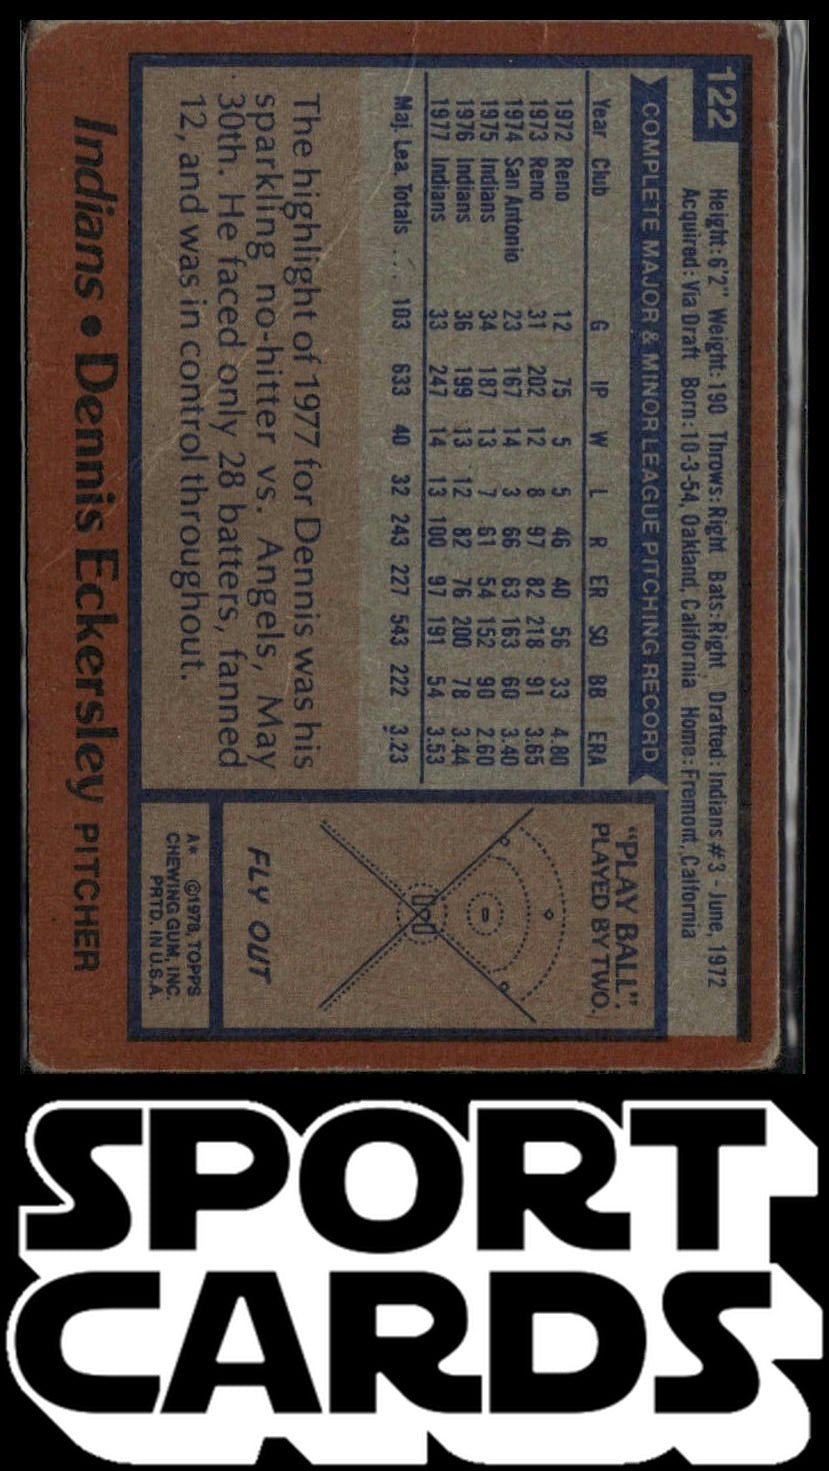 122
Height: 6'2" Weight: 190 Throws: Right Bats: Right Drafted: Indians #3 - June, 1972
Acquired: Via Draft Born: 10-3-54, Oakland, California Home: Fremont, Calfornia
COMPLETE MAJOR & MINOR LEAGUE PITCHING RECORD
Year Club G IP W L R ER SO BB ERA
1972 Reno 12 75 5 5 46 40 56 33 4.80
1973 Reno 31 202 12 8 97 82 218 91 3.65
1974 San Antonio 23 167 14 3 66 63 163 60 3.40
1975 Indians 34 187 13 7 61 54 152 90 2.60
1976 Indians 36 199 13 12 82 76 200 78 3.44
1977 Indians 33 247 14 13 100 97 191 54 3.53
Maj. Lea. Totals .... 103 633 40 32 243 227 543 222 3.23
The highlight of 1977 for Dennis was his
sparkling no-hitter vs. Angels, May
30th. He faced only 28 batters, fanned
12, and was in control throughout.
"PLAY BALL".
PLAYED BY TWO.
FLY OUT
A* ©1978, TOPPS
CHEWING GUM, INC.
PRTD. IN U.S.A.
Indians • Dennis Eckersley PITCHER
SPORT
CARDS